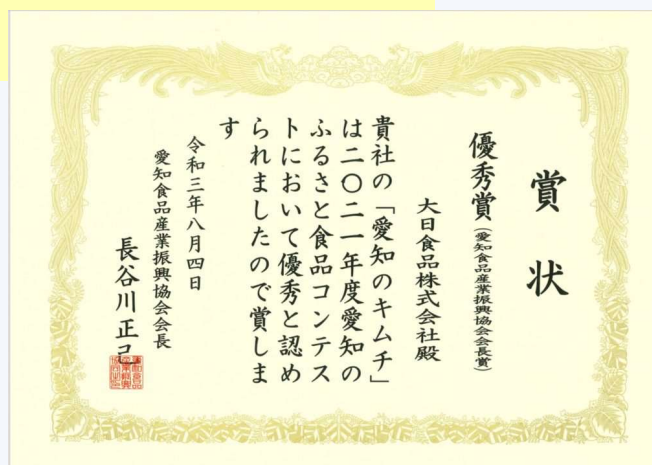 賞状
優秀賞(愛知食品産業振興協会会長賞)
大日食品株式会社殿
貴社の「愛知のキムチ」
は二〇二一年度愛知の
ふるさと食品コンテス
トにおいて優秀と認め
られましたので賞しま
す
令和三年八月四日
愛知食品産業振興協会会長
長谷川正己